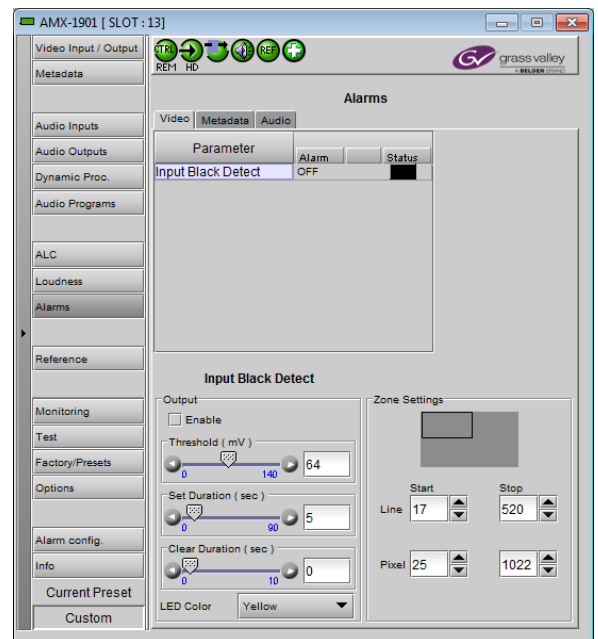 AMX-1901 [ SLOT : 13]
Video Input / Output
Metadata
Audio Inputs
Audio Outputs
Dynamic Proc.
Audio Programs
ALC
Loudness
Alarms
Reference
Monitoring
Test
Factory/Presets
Options
Alarm config.
Info
Current Preset
Custom
CTRL
REF
REM HD
GV grass valley
A BELDEN BRAND
Alarms
Video Metadata Audio
Parameter Alarm Status
Input Black Detect OFF
Input Black Detect
Output
Enable
Threshold ( mV )
0 140 64
Set Duration ( sec )
0 90 5
Clear Duration ( sec )
0 10 0
LED Color Yellow
Zone Settings
Start Stop
Line 17 520
Pixel 25 1022